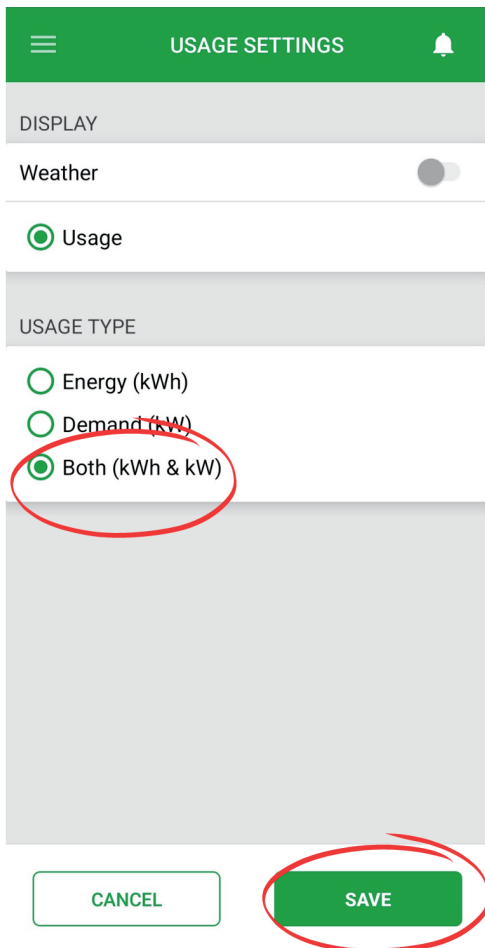 USAGE SETTINGS
DISPLAY
Weather
Usage
USAGE TYPE
Energy (kWh)
Demand (kW)
Both (kWh & kW)
CANCEL
SAVE